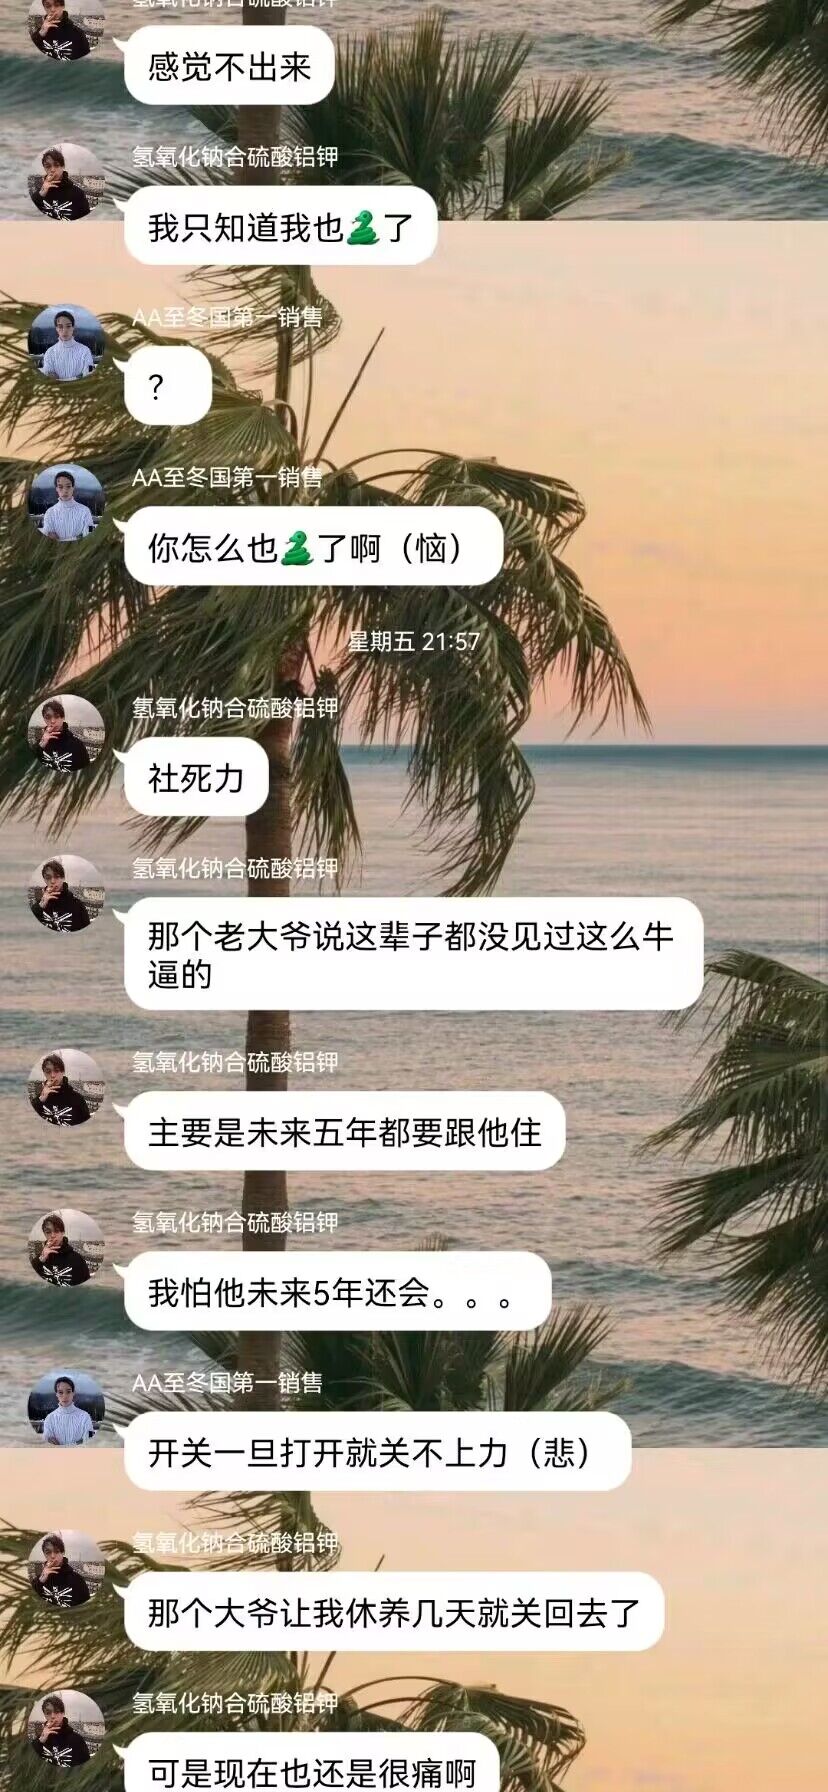 氢氧化钠合硫酸铝钾
感觉不出来
氢氧化钠合硫酸铝钾
我只知道我也🐍了
AA至冬国第一销售
？
AA至冬国第一销售
你怎么也🐍了啊（恼）
星期五 21:57
氢氧化钠合硫酸铝钾
社死力
氢氧化钠合硫酸铝钾
那个老大爷说这辈子都没见过这么牛
逼的
氢氧化钠合硫酸铝钾
主要是未来五年都要跟他住
氢氧化钠合硫酸铝钾
我怕他未来5年还会。。。
AA至冬国第一销售
开关一旦打开就关不上力（悲）
氢氧化钠合硫酸铝钾
那个大爷让我休养几天就关回去了
氢氧化钠合硫酸铝钾
可是现在也还是很痛啊